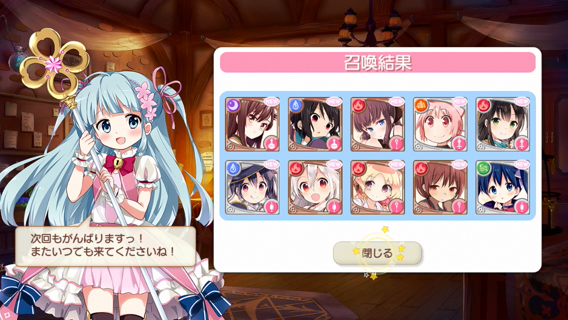 召喚結果
次回もがんばりますっ！
またいつでも来てくださいね！
閉じる